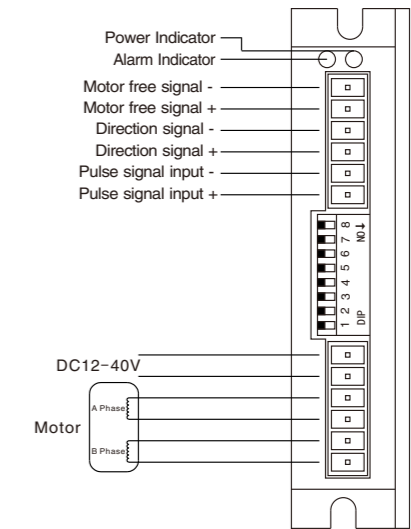 Power Indicator
Alarm Indicator
Motor free signal -
Motor free signal +
Direction signal -
Direction signal +
Pulse signal input -
Pulse signal input +
1 2 3 4 5 6 7 8
DIP ON↓
DC12-40V
A Phase
Motor
B Phase